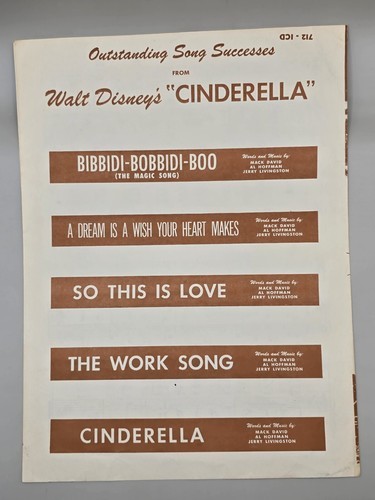 Outstanding Song Successes
FROM
Walt Disney's "CINDERELLA"
712 - 1CD
BIBBIDI-BOBBIDI-BOO
(THE MAGIC SONG)
Words and Music by:
MACK DAVID
AL HOFFMAN
JERRY LIVINGSTON
A DREAM IS A WISH YOUR HEART MAKES
Words and Music by:
MACK DAVID
AL HOFFMAN
JERRY LIVINGSTON
SO THIS IS LOVE
Words and Music by:
MACK DAVID
AL HOFFMAN
JERRY LIVINGSTON
THE WORK SONG
Words and Music by:
MACK DAVID
AL HOFFMAN
JERRY LIVINGSTON
CINDERELLA
Words and Music by:
MACK DAVID
AL HOFFMAN
JERRY LIVINGSTON